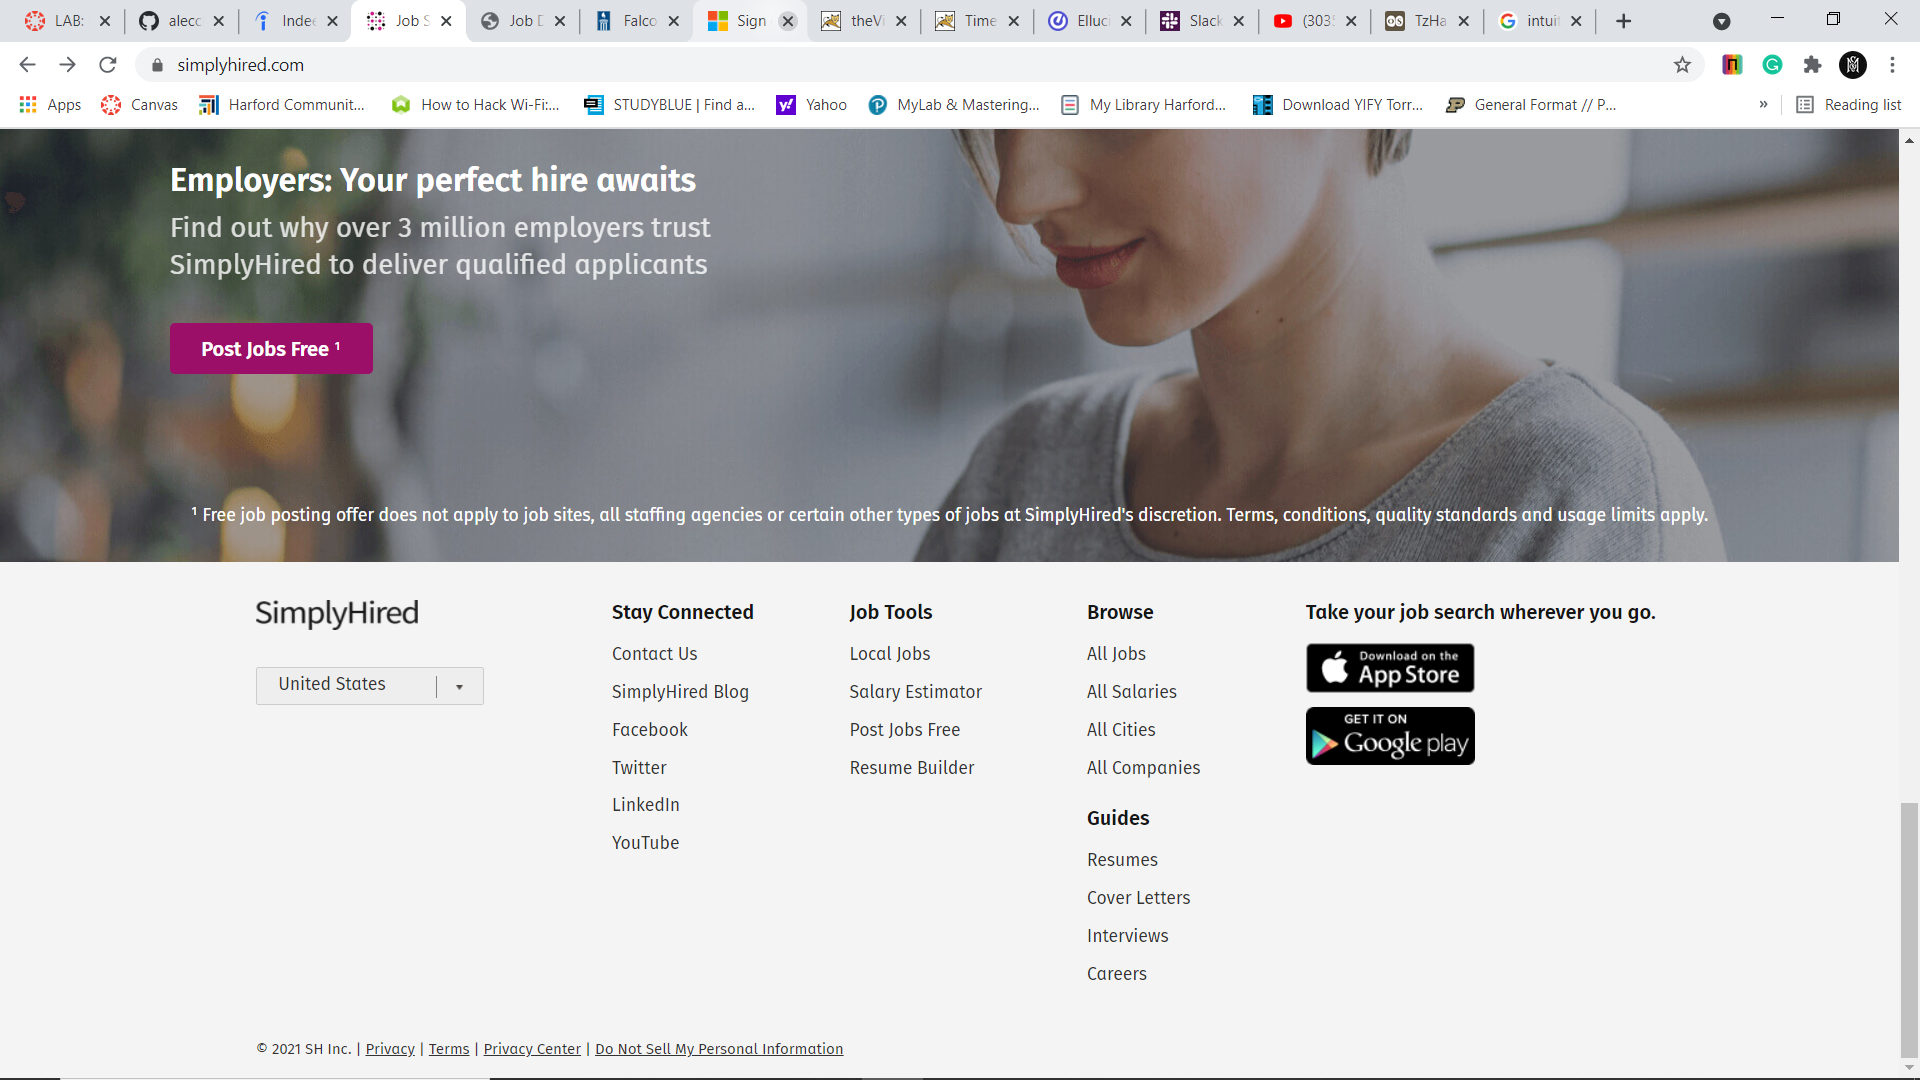 LAB:
alecc
Indee
Job S
Job D
Falco
Sign
theVi
Time
Elluci
Slack
(303
TzHa
intuit
simplyhired.com
Apps
Canvas
Harford Communit...
How to Hack Wi-Fi:...
STUDYBLUE | Find a...
Yahoo
MyLab & Mastering...
My Library Harford...
Download YIFY Torr...
General Format // P...
»
Reading list
Employers: Your perfect hire awaits
Find out why over 3 million employers trust
SimplyHired to deliver qualified applicants
Post Jobs Free ¹
¹ Free job posting offer does not apply to job sites, all staffing agencies or certain other types of jobs at SimplyHired's discretion. Terms, conditions, quality standards and usage limits apply.
SimplyHired
United States
Stay Connected
Contact Us
SimplyHired Blog
Facebook
Twitter
LinkedIn
YouTube
Job Tools
Local Jobs
Salary Estimator
Post Jobs Free
Resume Builder
Browse
All Jobs
All Salaries
All Cities
All Companies
Guides
Resumes
Cover Letters
Interviews
Careers
Take your job search wherever you go.
Download on the
App Store
GET IT ON
Google play
© 2021 SH Inc. | Privacy | Terms | Privacy Center | Do Not Sell My Personal Information